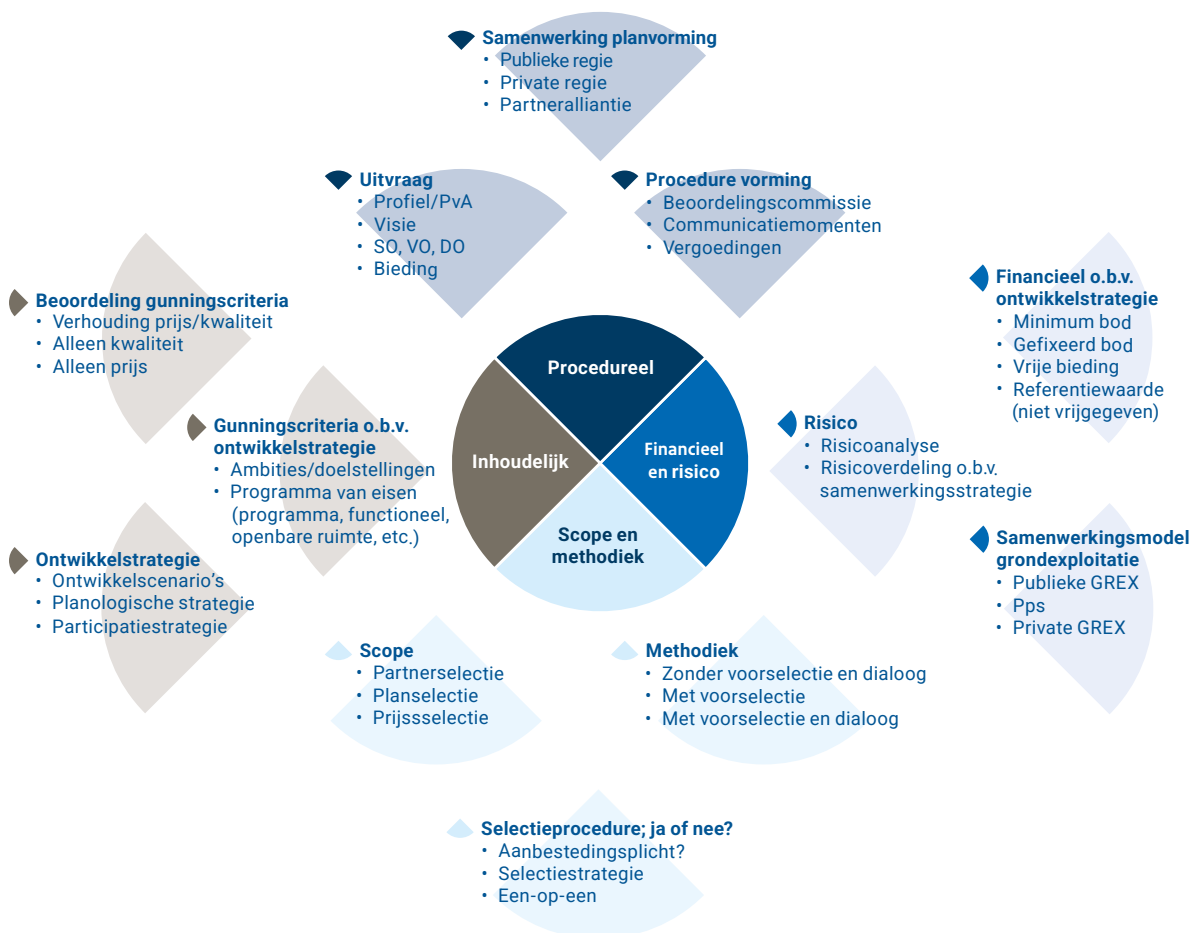 Samenwerking planvorming
• Publieke regie
• Private regie
• Partneralliantie
Uitvraag
• Profiel/PvA
• Visie
• SO, VO, DO
• Bieding
Procedure vorming
• Beoordelingscommissie
• Communicatiemomenten
• Vergoedingen
Beoordeling gunningscriteria
• Verhouding prijs/kwaliteit
• Alleen kwaliteit
• Alleen prijs
Financieel o.b.v.
ontwikkelstrategie
• Minimum bod
• Gefixeerd bod
• Vrije bieding
• Referentiewaarde
(niet vrijgegeven)
Procedureel
Inhoudelijk
Financieel
en risico
Scope en
methodiek
Gunningscriteria o.b.v.
ontwikkelstrategie
• Ambities/doelstellingen
• Programma van eisen
(programma, functioneel,
openbare ruimte, etc.)
Risico
• Risicoanalyse
• Risicoverdeling o.b.v.
samenwerkingsstrategie
Ontwikkelstrategie
• Ontwikkelscenario's
• Planologische strategie
• Participatiestrategie
Samenwerkingsmodel
grondexploitatie
• Publieke GREX
• Pps
• Private GREX
Scope
• Partnerselectie
• Planselectie
• Prijssselectie
Methodiek
• Zonder voorselectie en dialoog
• Met voorselectie
• Met voorselectie en dialoog
Selectieprocedure; ja of nee?
• Aanbestedingsplicht?
• Selectiestrategie
• Een-op-een